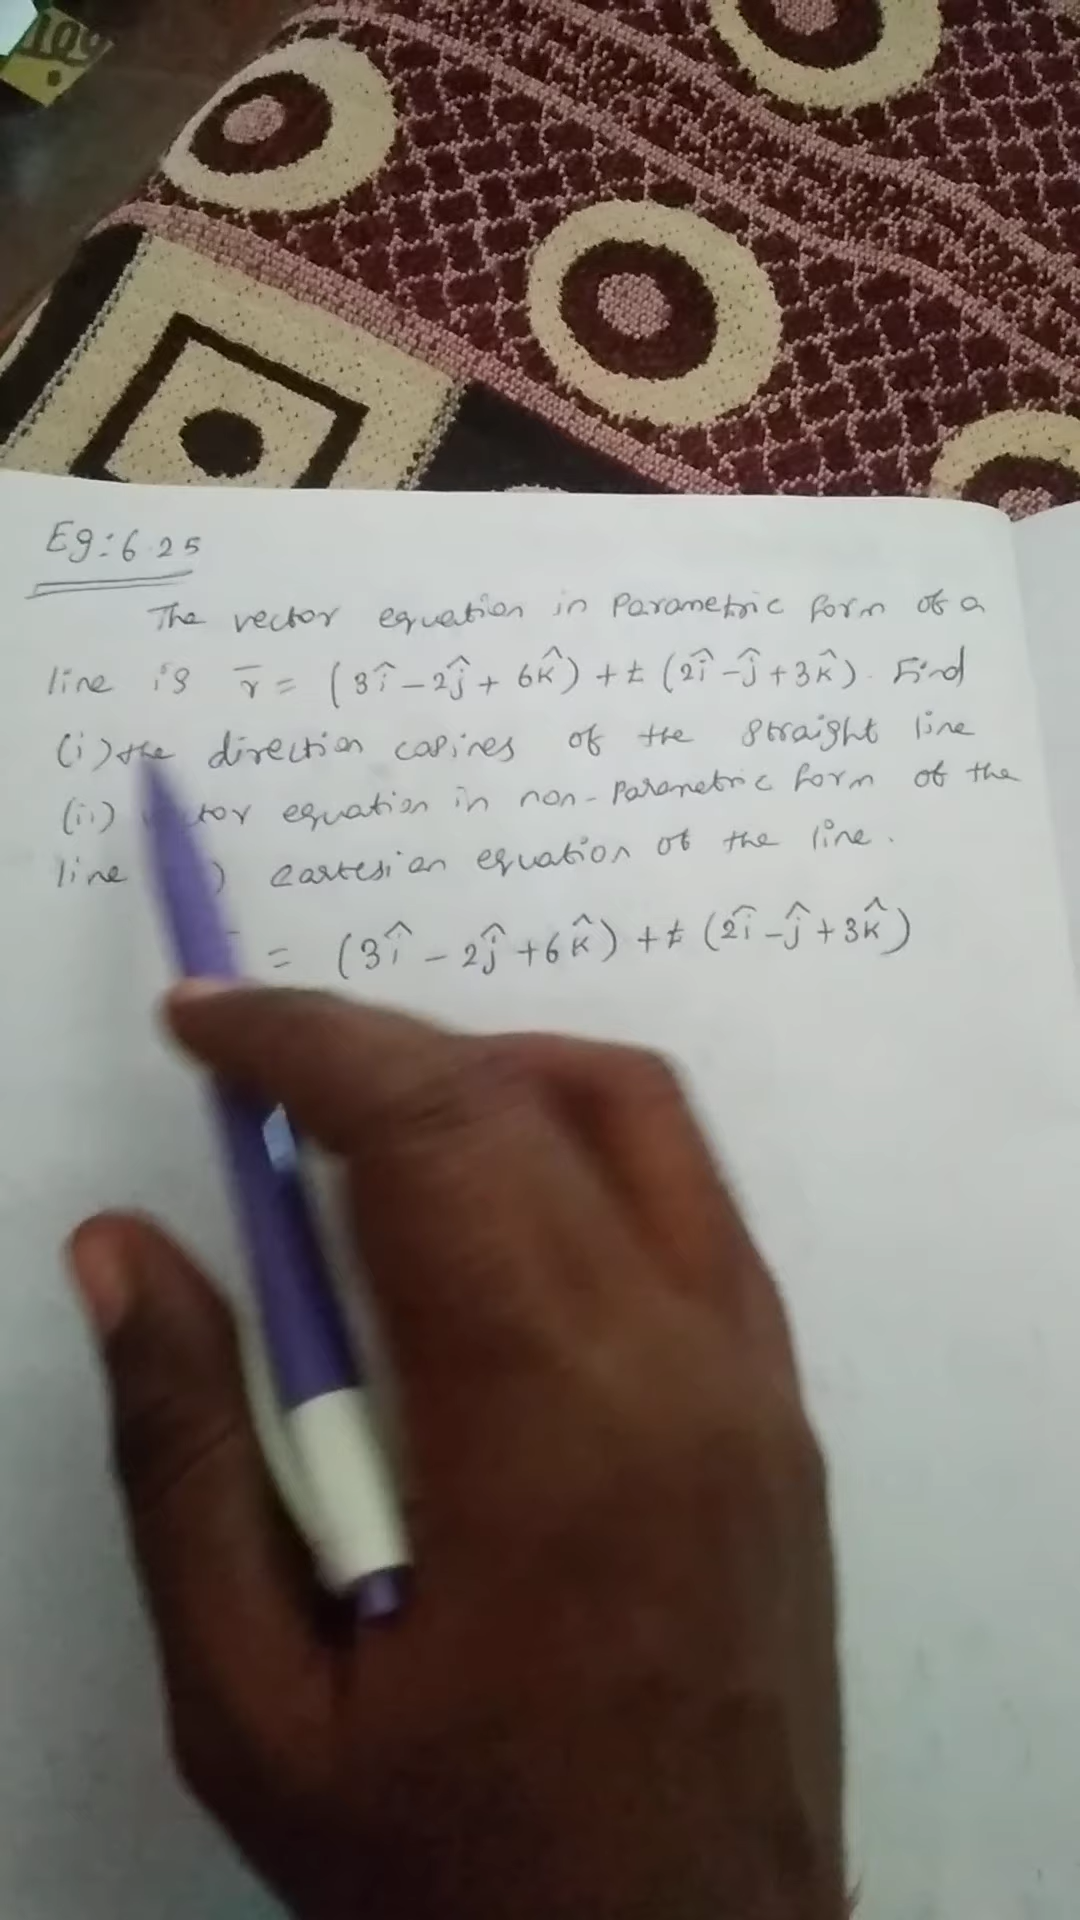 100
Eg: 6.25
The vector equation in Parametric form of a
line is r̄ = (3î - 2ĵ + 6k̂) + t (2î - ĵ + 3k̂). Find
(i) the direction cosines of the straight line
(ii) equation in non-Parametric form of the
line ) cartesian equation of the line.
= (3î - 2ĵ + 6k̂) + t (2î - ĵ + 3k̂)